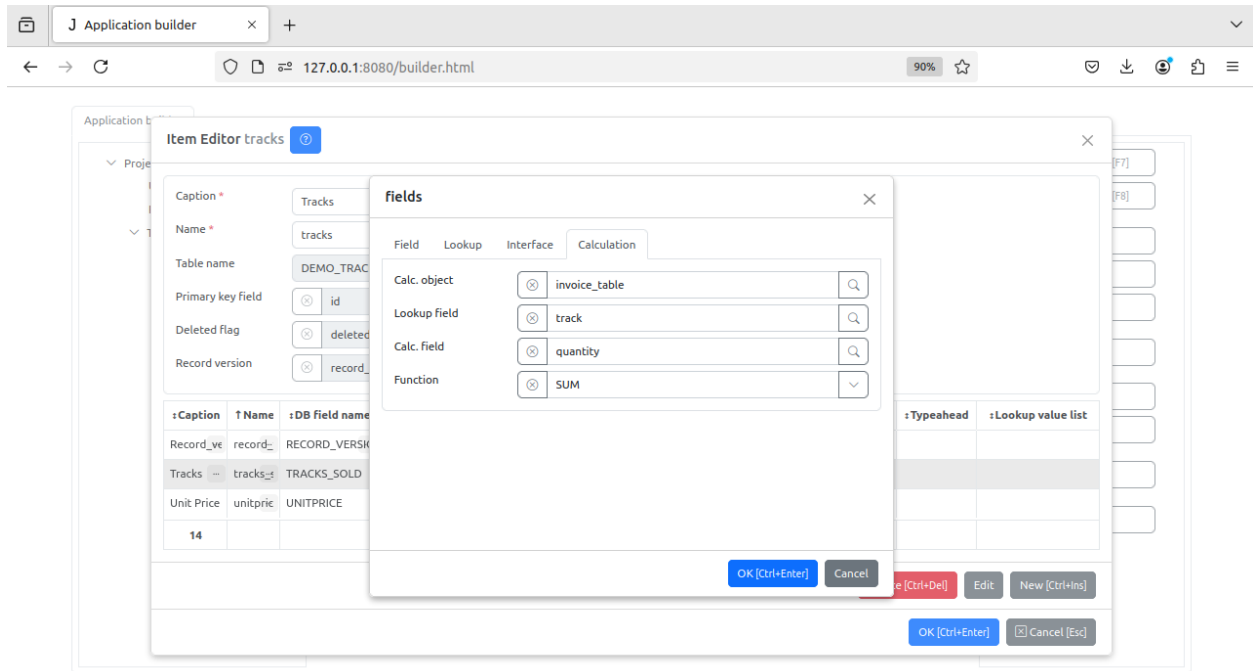 J Application builder
127.0.0.1:8080/builder.html
90%
Application b
Item Editor tracks
[F7]
Proje
[F8]
Caption *
Tracks
Name *
tracks
Table name
DEMO_TRAC
Primary key field
id
Deleted flag
deleted
Record version
record_
fields
Field Lookup Interface Calculation
Calc. object
invoice_table
Lookup field
track
Calc. field
quantity
Function
SUM
Caption Name DB field name Typeahead Lookup value list
Record_ve record_ RECORD_VERSIO
Tracks ... tracks_s TRACKS_SOLD
Unit Price unitpric UNITPRICE
14
OK [Ctrl+Enter] Cancel
e [Ctrl+Del] Edit New [Ctrl+Ins]
OK [Ctrl+Enter] Cancel [Esc]